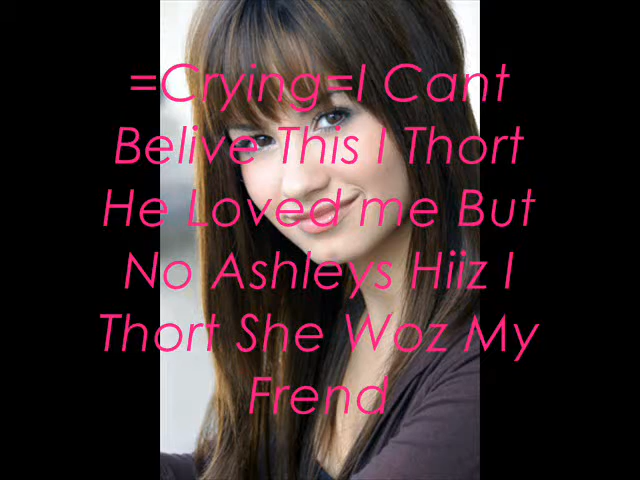 =Crying=I Cant
Belive This I Thort
He Loved me But
No Ashleys Hiiz I
Thort She Woz My
Frend